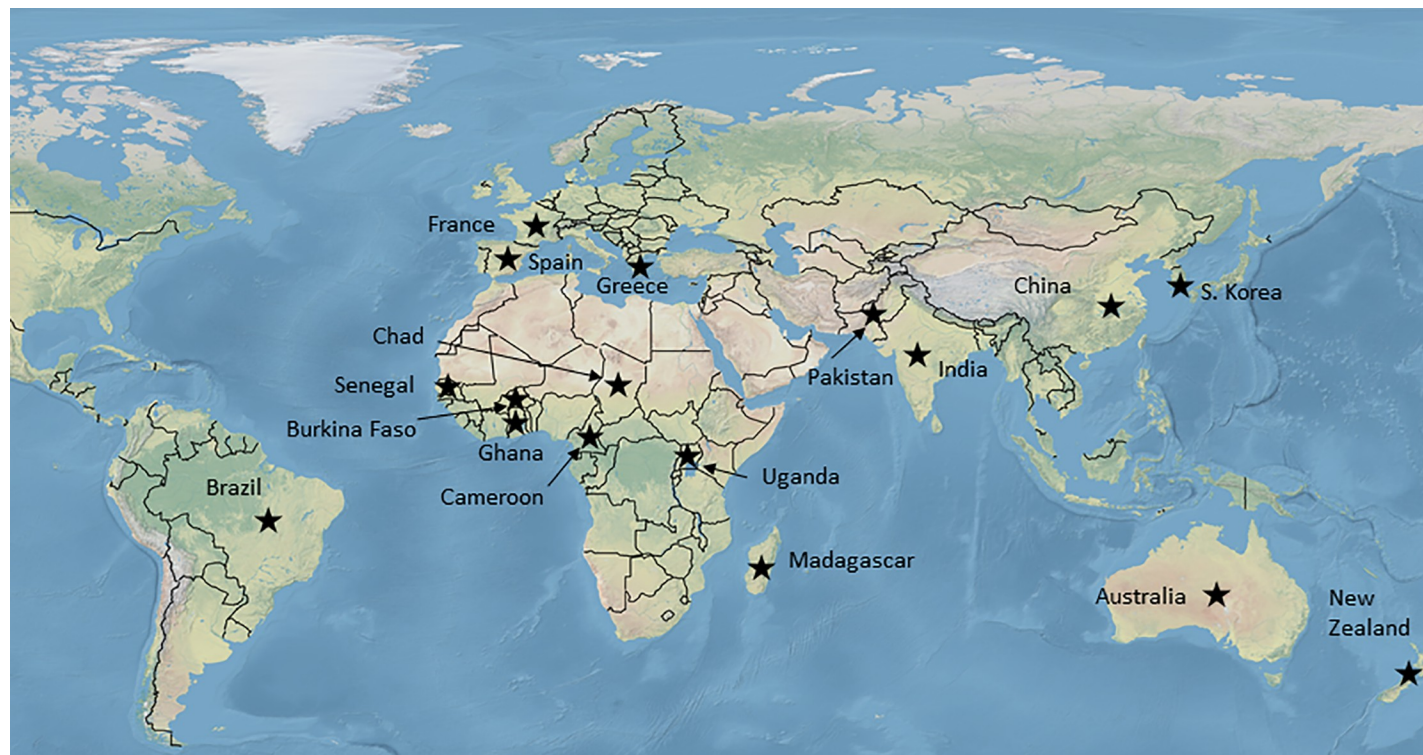 France
Spain
Greece
China
S. Korea
Chad
Senegal
Pakistan
India
Burkina Faso
Ghana
Cameroon
Uganda
Brazil
Madagascar
Australia
New
Zealand